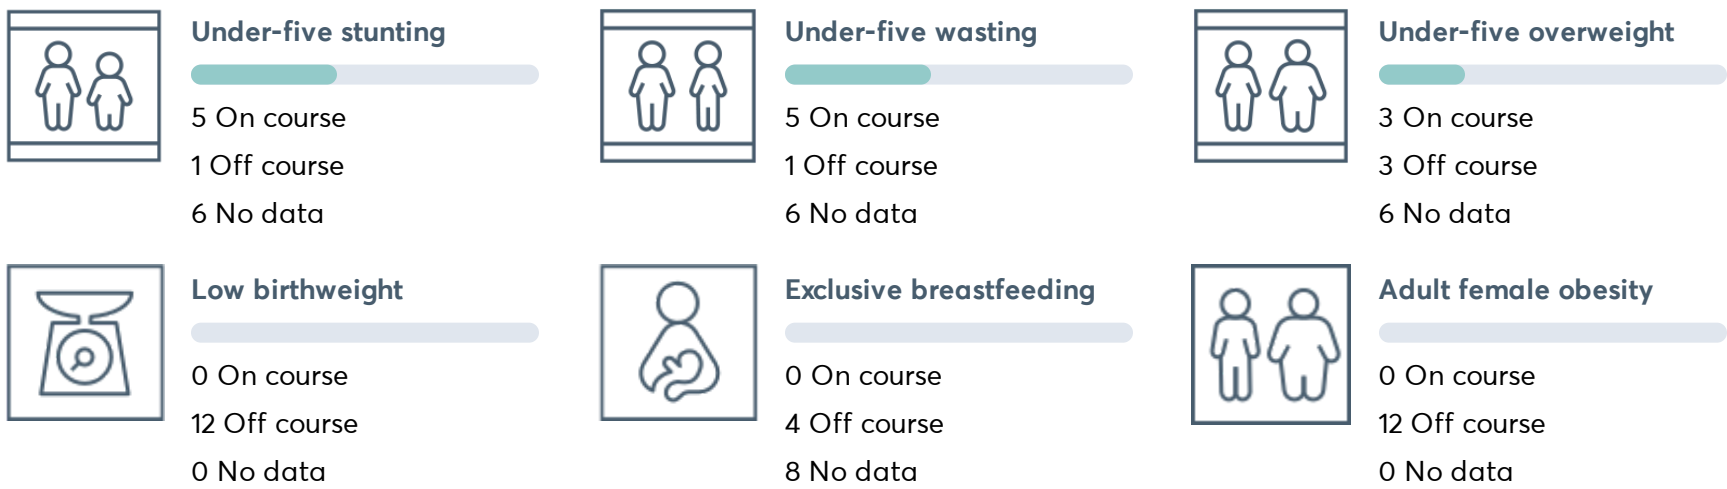 Under-five stunting
5 On course
1 Off course
6 No data
Under-five wasting
5 On course
1 Off course
6 No data
Under-five overweight
3 On course
3 Off course
6 No data
Low birthweight
0 On course
12 Off course
0 No data
Exclusive breastfeeding
0 On course
4 Off course
8 No data
Adult female obesity
0 On course
12 Off course
0 No data